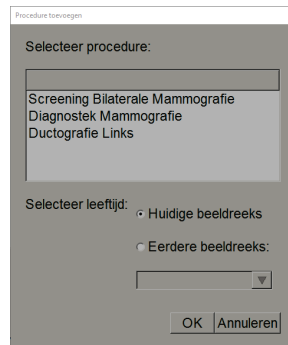 Procedure toevoegen
Selecteer procedure:
Screening Bilaterale Mammografie
Diagnostek Mammografie
Ductografie Links
Selecteer leeftijd:
Huidige beeldreeks
Eerdere beeldreeks:
OK Annuleren